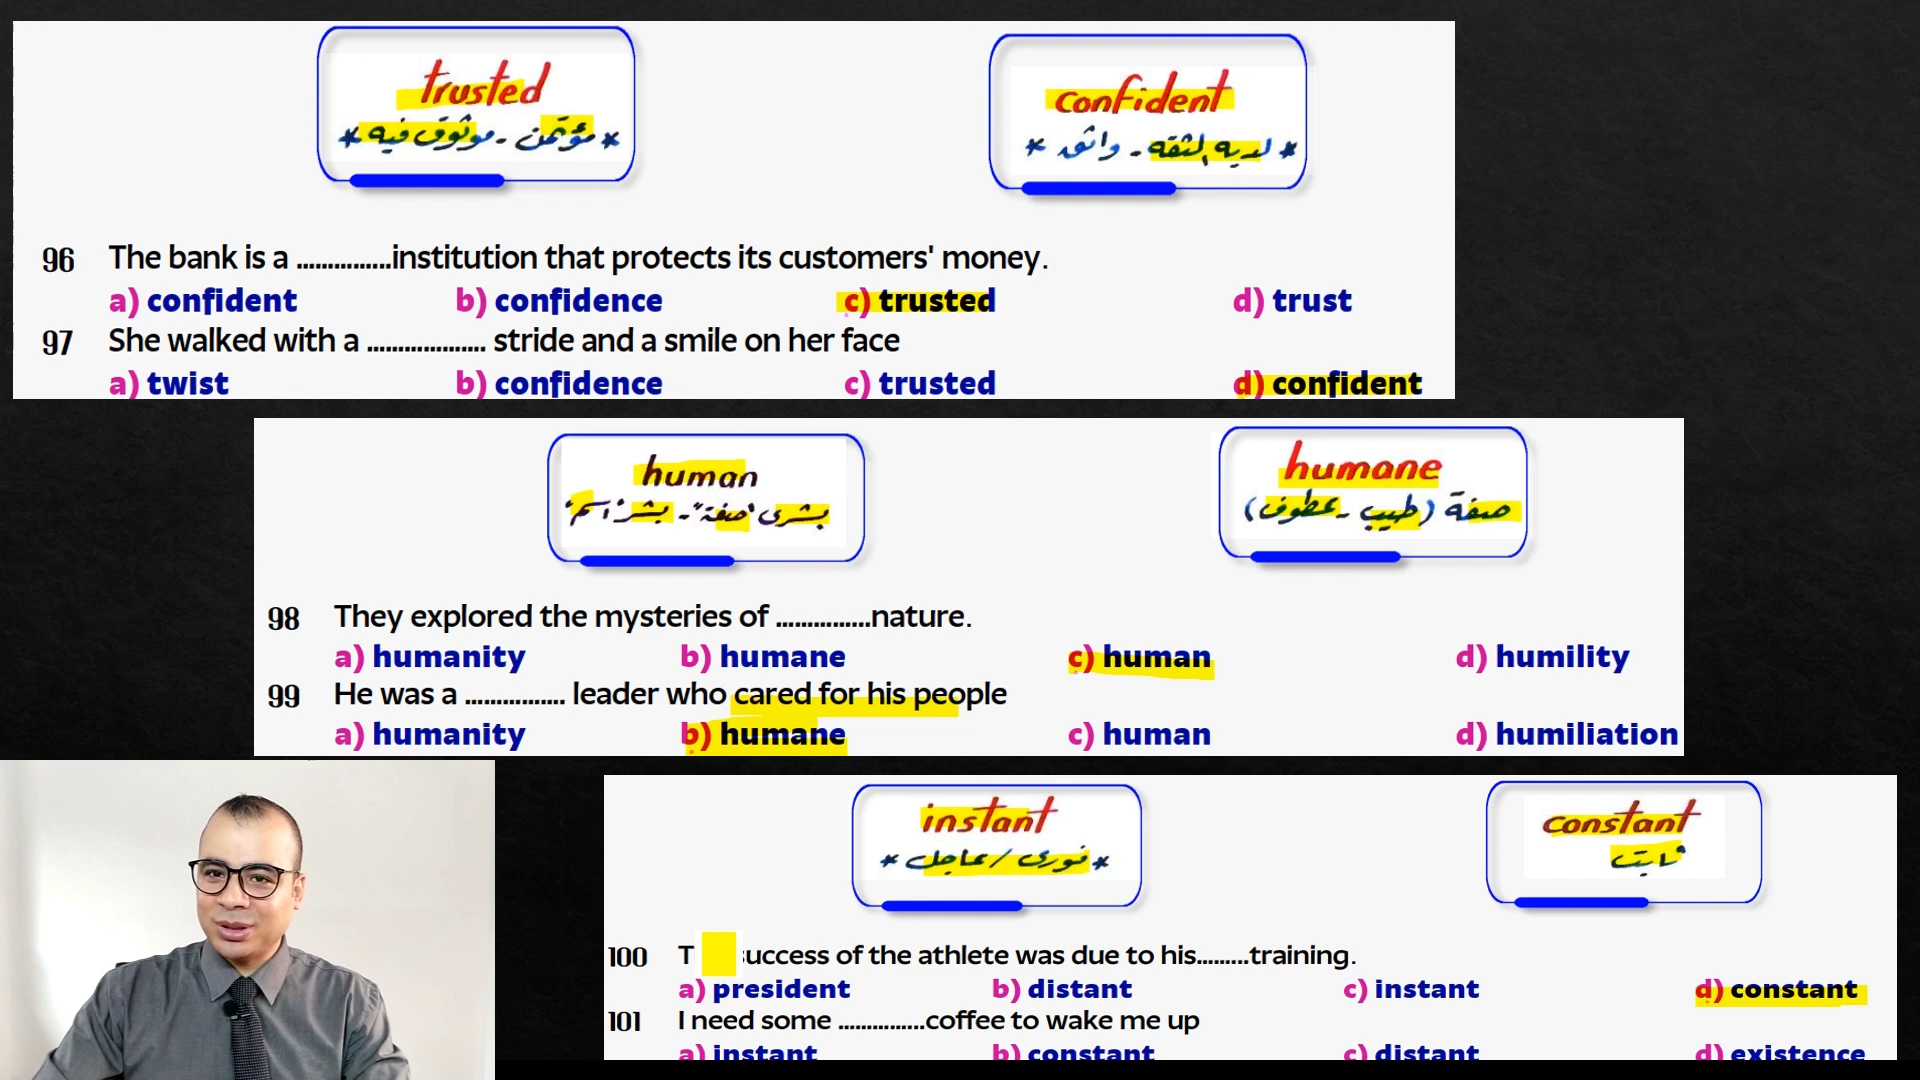 trusted
* مؤتمن - موثوق فيه *
confident
* لديه الثقه - واثق *
96 The bank is a ...............institution that protects its customers' money.
a) confident b) confidence c) trusted d) trust
97 She walked with a ................... stride and a smile on her face
a) twist b) confidence c) trusted d) confident
human
بشرى "صفة" - بشر "اسم"
humane
صفة (طيب - عطوف)
98 They explored the mysteries of ...............nature.
a) humanity b) humane c) human d) humility
99 He was a ................ leader who cared for his people
a) humanity b) humane c) human d) humiliation
instant
* فورى / عاجل *
constant
ثابت
100 T success of the athlete was due to his.........training.
a) president b) distant c) instant d) constant
101 I need some ...............coffee to wake me up
a) instant b) constant c) distant d) existence